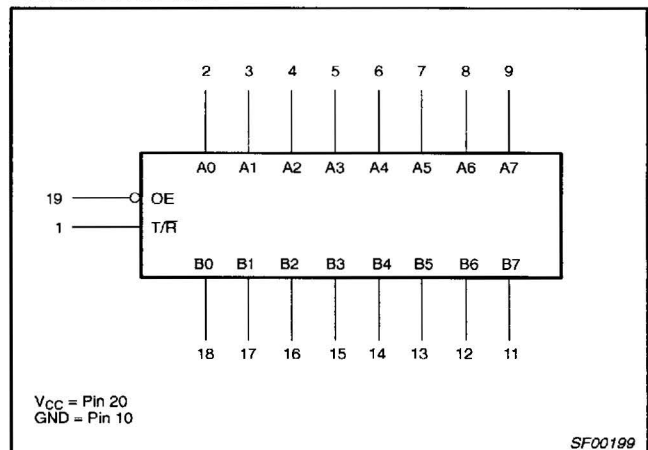 2 3 4 5 6 7 8 9
A0 A1 A2 A3 A4 A5 A6 A7
19 OE
1 T/R̅
B0 B1 B2 B3 B4 B5 B6 B7
18 17 16 15 14 13 12 11
VCC = Pin 20
GND = Pin 10
SF00199